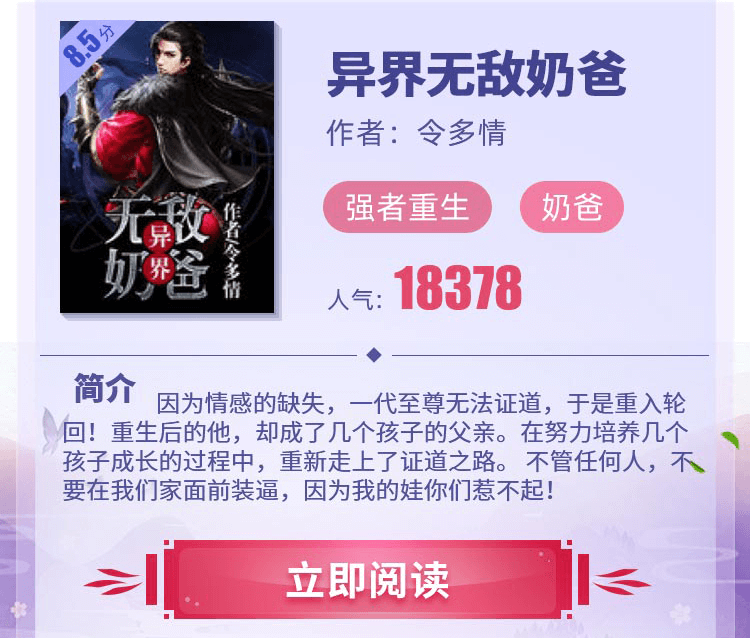 8.5分
异界无敌奶爸
作者：令多情
强者重生 奶爸
人气：18378
无敌
异界
奶爸
作者/令多情
简介
因为情感的缺失，一代至尊无法证道，于是重入轮
回！重生后的他，却成了几个孩子的父亲。在努力培养几个
孩子成长的过程中，重新走上了证道之路。 不管任何人，不
要在我们家面前装逼，因为我的娃你们惹不起！
立即阅读